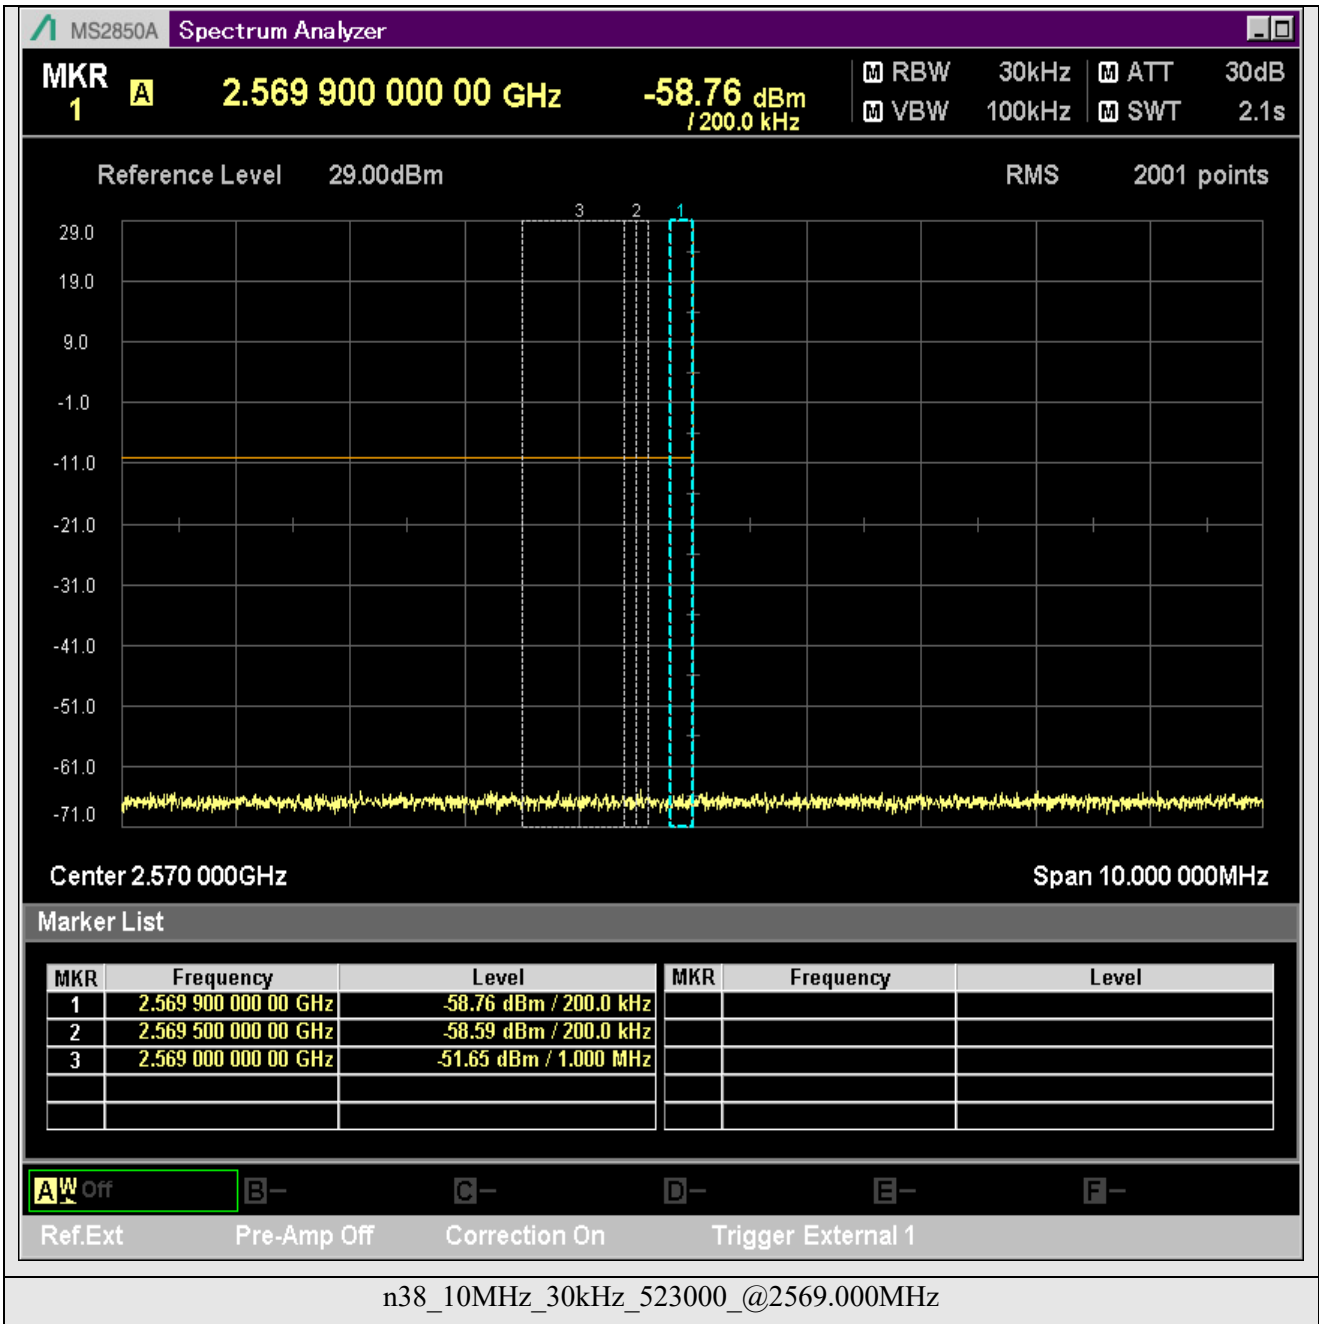 MS2850A Spectrum Analyzer
MKR 1 A 2.569 900 000 00 GHz -58.76 dBm / 200.0 kHz
M RBW 30kHz M ATT 30dB
M VBW 100kHz M SWT 2.1s
Reference Level 29.00dBm RMS 2001 points
3 2 1
29.0
19.0
9.0
-1.0
-11.0
-21.0
-31.0
-41.0
-51.0
-61.0
-71.0
Center 2.570 000GHz Span 10.000 000MHz
Marker List
MKR Frequency Level MKR Frequency Level
1 2.569 900 000 00 GHz -58.76 dBm / 200.0 kHz
2 2.569 500 000 00 GHz -58.59 dBm / 200.0 kHz
3 2.569 000 000 00 GHz -51.65 dBm / 1.000 MHz
A W Off B - C - D - E - F -
Ref.Ext Pre-Amp Off Correction On Trigger External 1
n38_10MHz_30kHz_523000_@2569.000MHz